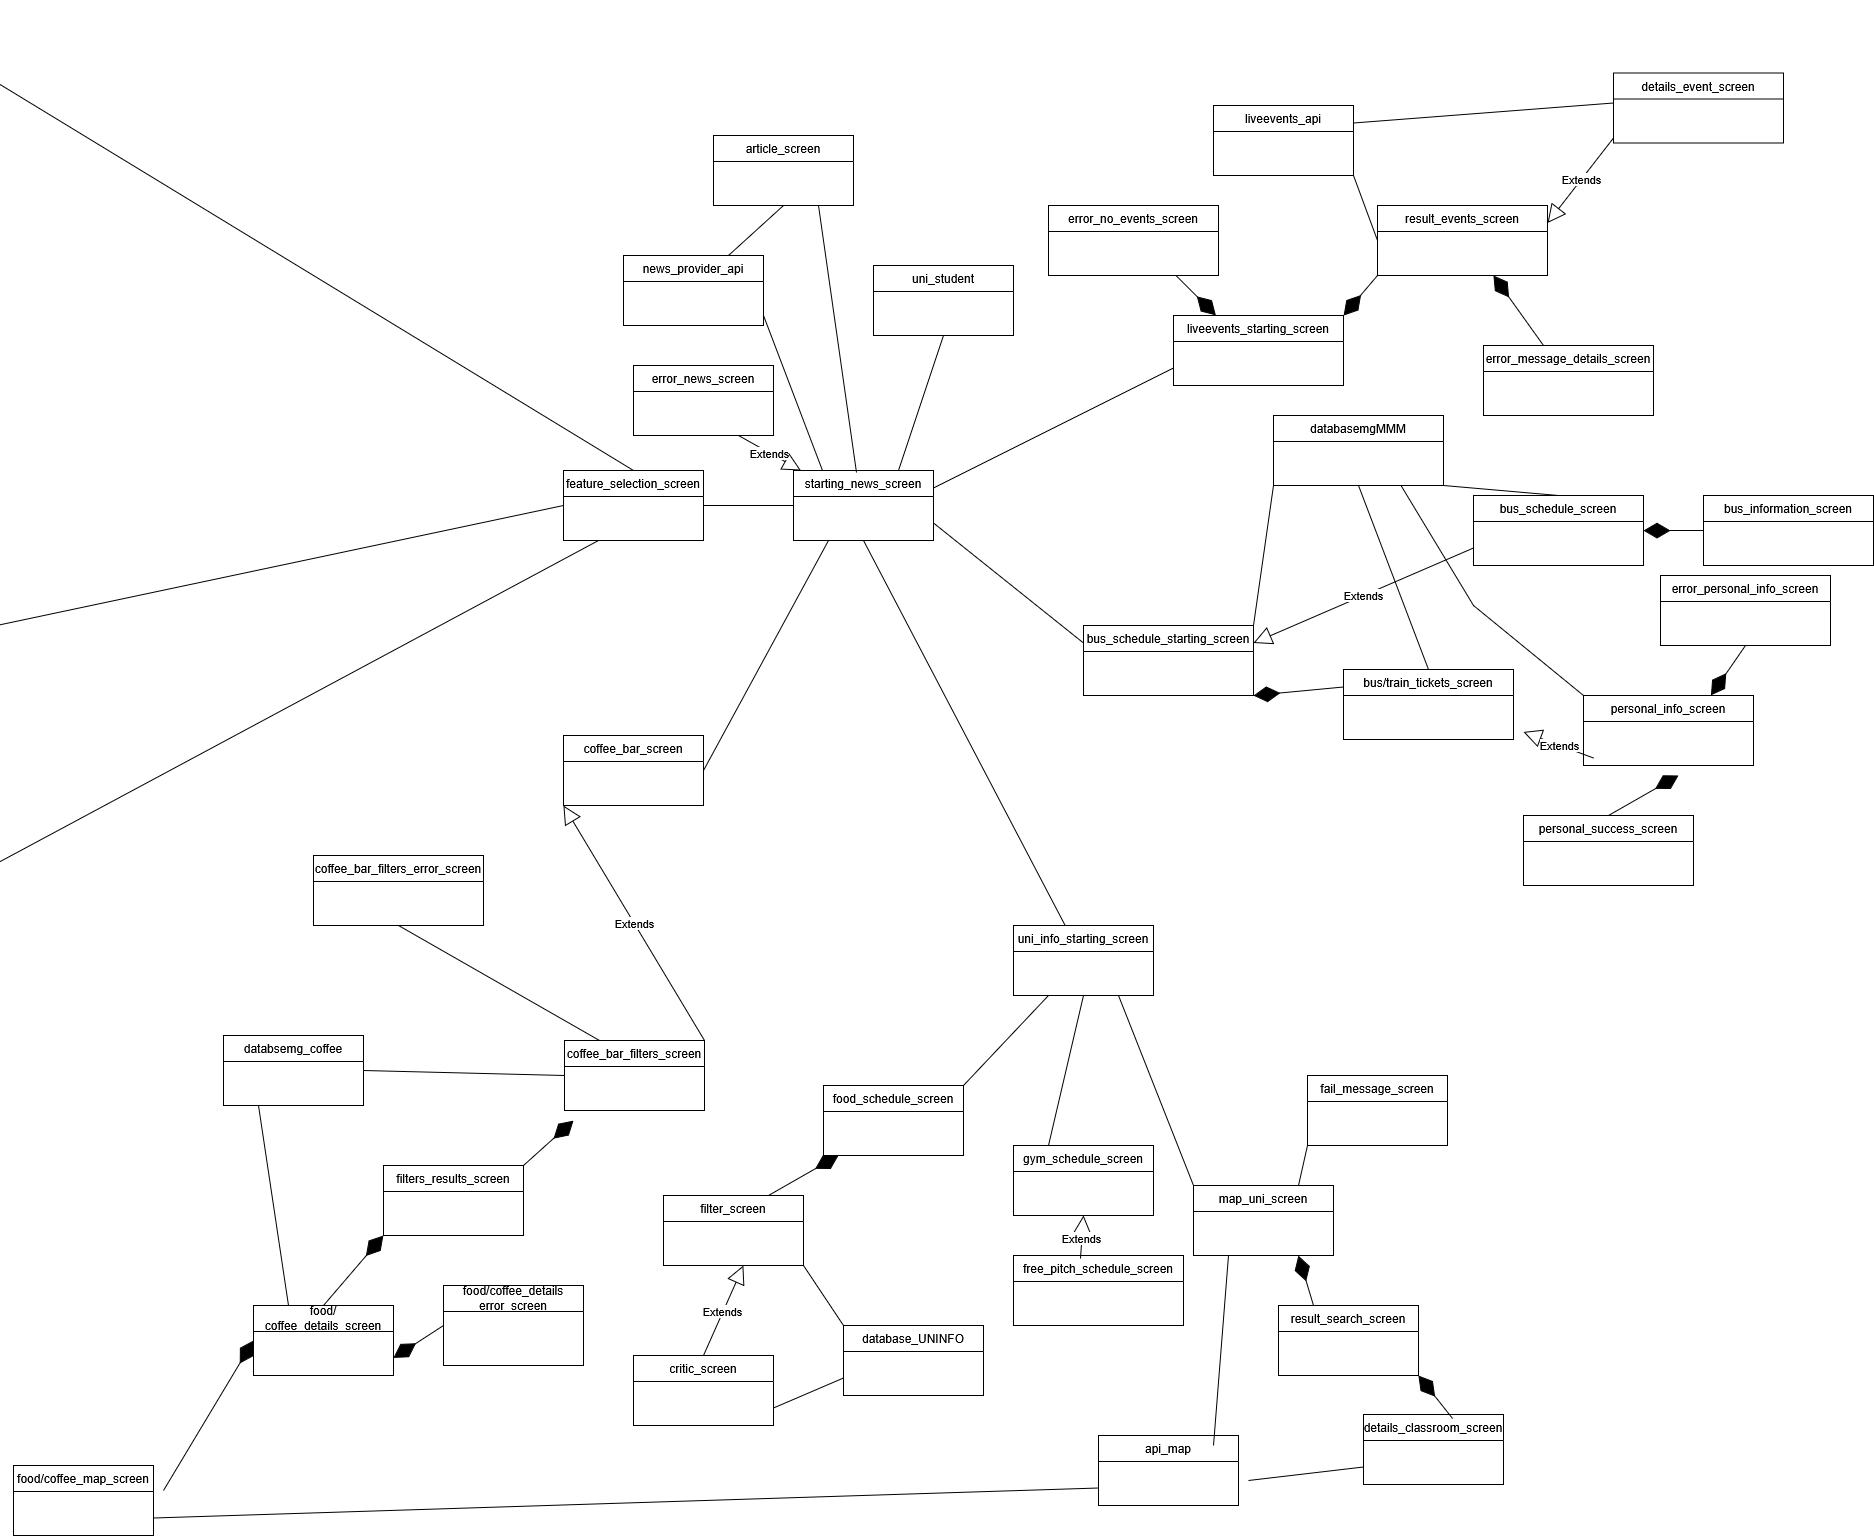 details_event_screen
liveevents_api
article_screen
Extends
error_no_events_screen
result_events_screen
news_provider_api
uni_student
liveevents_starting_screen
error_message_details_screen
error_news_screen
databasemgMMM
Extends
feature_selection_screen
starting_news_screen
bus_schedule_screen
bus_information_screen
Extends
error_personal_info_screen
bus_schedule_starting_screen
bus/train_tickets_screen
personal_info_screen
Extends
coffee_bar_screen
personal_success_screen
coffee_bar_filters_error_screen
Extends
uni_info_starting_screen
databsemg_coffee
coffee_bar_filters_screen
food_schedule_screen
fail_message_screen
filters_results_screen
gym_schedule_screen
map_uni_screen
filter_screen
Extends
free_pitch_schedule_screen
food/coffee_details
error_screen
food/
coffee_details_screen
Extends
result_search_screen
database_UNINFO
critic_screen
details_classroom_screen
api_map
food/coffee_map_screen